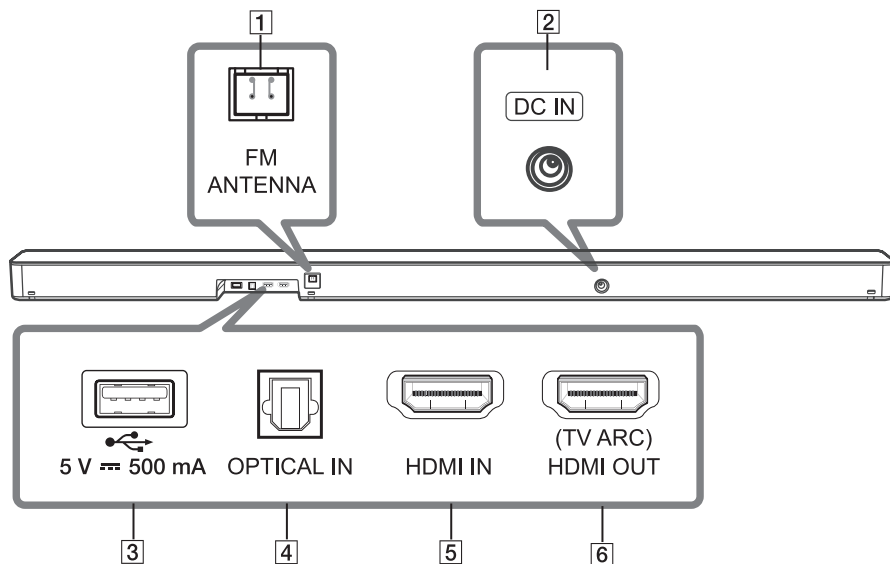 1
2
FM
ANTENNA
DC IN
5 V ⎓ 500 mA
OPTICAL IN
HDMI IN
(TV ARC)
HDMI OUT
3
4
5
6